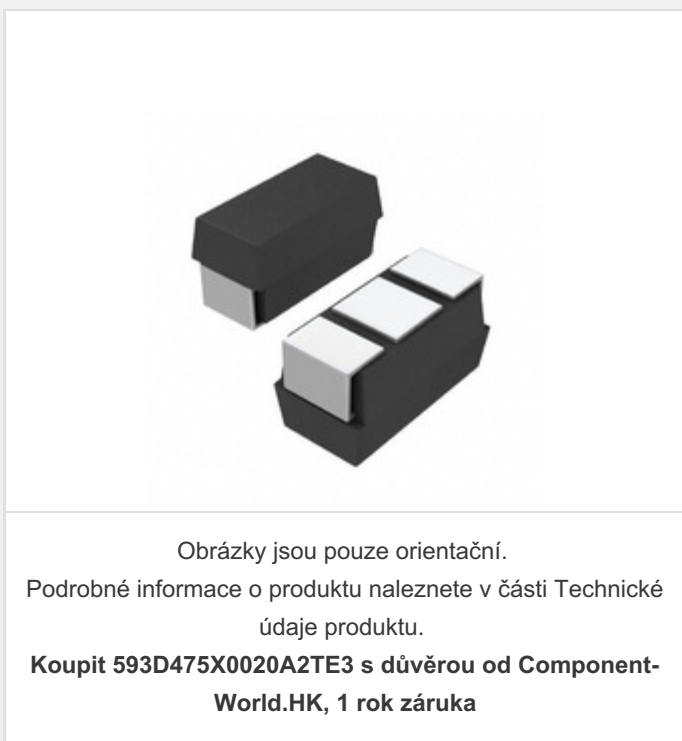 Obrázky jsou pouze orientační.
Podrobné informace o produktu naleznete v části Technické
údaje produktu.
Koupit 593D475X0020A2TE3 s důvěrou od Component-
World.HK, 1 rok záruka